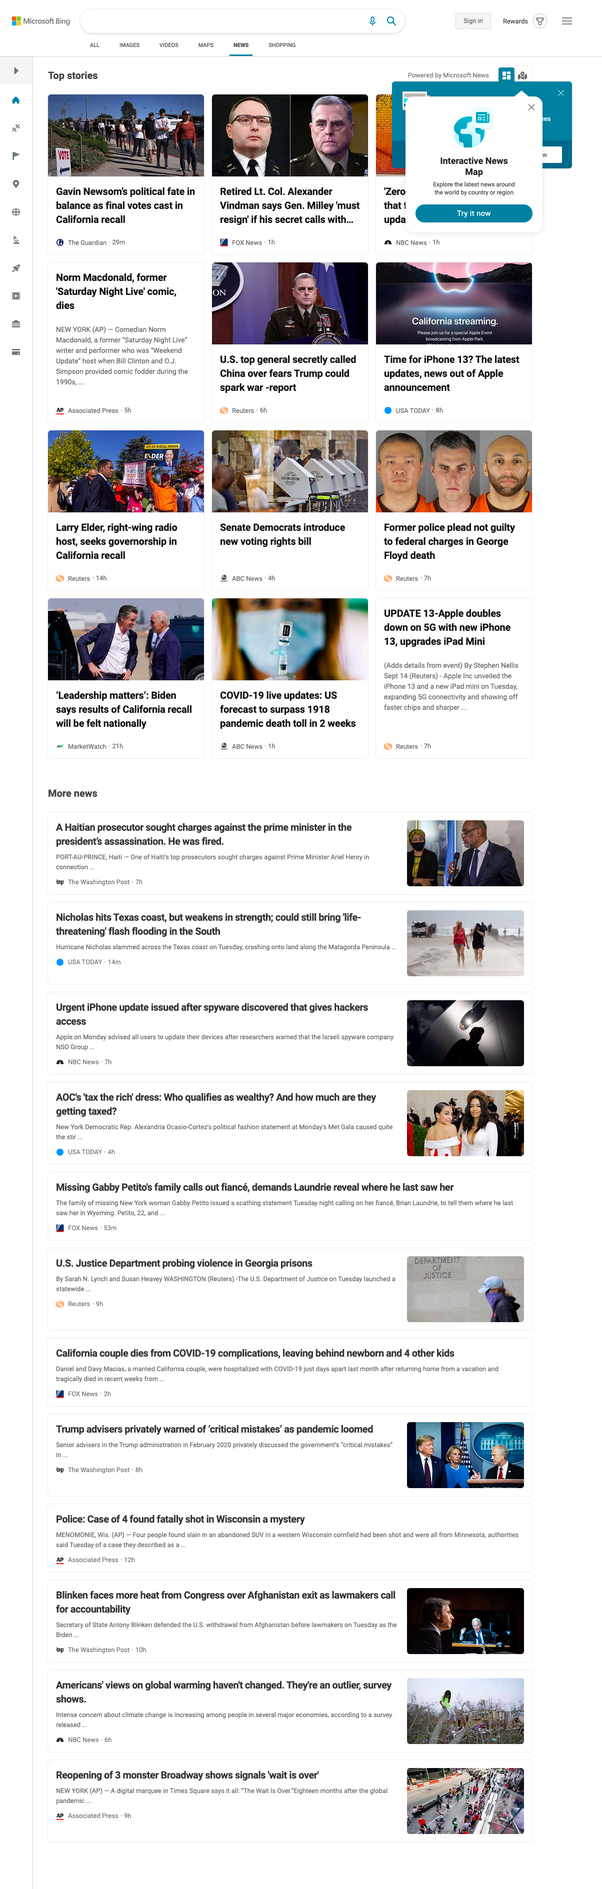 Microsoft Bing
Sign in
Rewards
ALL
IMAGES
VIDEOS
MAPS
NEWS
SHOPPING
Top stories
Powered by Microsoft News
Interactive News
Map
Explore the latest news around
the world by country or region
Try it now
VOTE
Gavin Newsom's political fate in
balance as final votes cast in
California recall
The Guardian · 29m
Retired Lt. Col. Alexander
Vindman says Gen. Milley 'must
resign' if his secret calls with...
FOX News · 1h
'Zero
that f
upda
NBC News · 1h
Norm Macdonald, former
'Saturday Night Live' comic,
dies
NEW YORK (AP) — Comedian Norm
Macdonald, a former "Saturday Night Live"
writer and performer who was "Weekend
Update" host when Bill Clinton and O.J.
Simpson provided comic fodder during the
1990s, ...
AP Associated Press · 5h
U.S. top general secretly called
China over fears Trump could
spark war -report
Reuters · 6h
California streaming.
Please join us for a special Apple Event
broadcasting from Apple Park.
Time for iPhone 13? The latest
updates, news out of Apple
announcement
USA TODAY · 8h
Larry Elder, right-wing radio
host, seeks governorship in
California recall
Reuters · 14h
Senate Democrats introduce
new voting rights bill
ABC News · 4h
Former police plead not guilty
to federal charges in George
Floyd death
Reuters · 7h
'Leadership matters': Biden
says results of California recall
will be felt nationally
MarketWatch · 21h
COVID-19 live updates: US
forecast to surpass 1918
pandemic death toll in 2 weeks
ABC News · 1h
UPDATE 13-Apple doubles
down on 5G with new iPhone
13, upgrades iPad Mini
(Adds details from event) By Stephen Nellis
Sept 14 (Reuters) - Apple Inc unveiled the
iPhone 13 and a new iPad mini on Tuesday,
expanding 5G connectivity and showing off
faster chips and sharper ...
Reuters · 7h
More news
A Haitian prosecutor sought charges against the prime minister in the
president's assassination. He was fired.
PORT-AU-PRINCE, Haiti — One of Haiti's top prosecutors sought charges against Prime Minister Ariel Henry in
connection ...
wp The Washington Post · 7h
Nicholas hits Texas coast, but weakens in strength; could still bring 'life-
threatening' flash flooding in the South
Hurricane Nicholas slammed across the Texas coast on Tuesday, crashing onto land along the Matagorda Peninsula ...
USA TODAY · 14m
Urgent iPhone update issued after spyware discovered that gives hackers
access
Apple on Monday advised all users to update their devices after researchers warned that the Israeli spyware company
NSO Group ...
NBC News · 7h
AOC's 'tax the rich' dress: Who qualifies as wealthy? And how much are they
getting taxed?
New York Democratic Rep. Alexandria Ocasio-Cortez's political fashion statement at Monday's Met Gala caused quite
the stir ...
USA TODAY · 4h
Missing Gabby Petito's family calls out fiancé, demands Laundrie reveal where he last saw her
The family of missing New York woman Gabby Petito issued a scathing statement Tuesday night calling on her fiancé, Brian Laundrie, to tell them where he last
saw her in Wyoming. Petito, 22, and ...
FOX News · 53m
U.S. Justice Department probing violence in Georgia prisons
By Sarah N. Lynch and Susan Heavey WASHINGTON (Reuters) -The U.S. Department of Justice on Tuesday launched a
statewide ...
Reuters · 9h
DEPARTMENT
OF
JUSTICE
California couple dies from COVID-19 complications, leaving behind newborn and 4 other kids
Daniel and Davy Macias, a married California couple, were hospitalized with COVID-19 just days apart last month after returning home from a vacation and
tragically died in recent weeks from ...
FOX News · 2h
Trump advisers privately warned of 'critical mistakes' as pandemic loomed
Senior advisers in the Trump administration in February 2020 privately discussed the government's "critical mistakes"
in ...
wp The Washington Post · 8h
Police: Case of 4 found fatally shot in Wisconsin a mystery
MENOMONIE, Wis. (AP) — Four people found slain in an abandoned SUV in a western Wisconsin cornfield had been shot and were all from Minnesota, authorities
said Tuesday of a case they described as a ...
AP Associated Press · 12h
Blinken faces more heat from Congress over Afghanistan exit as lawmakers call
for accountability
Secretary of State Antony Blinken defended the U.S. withdrawal from Afghanistan before lawmakers on Tuesday as the
Biden ...
wp The Washington Post · 10h
Americans' views on global warming haven't changed. They're an outlier, survey
shows.
Intense concern about climate change is increasing among people in several major economies, according to a survey
released ...
NBC News · 6h
Reopening of 3 monster Broadway shows signals 'wait is over'
NEW YORK (AP) — A digital marquee in Times Square says it all: "The Wait Is Over."Eighteen months after the global
pandemic ...
AP Associated Press · 9h